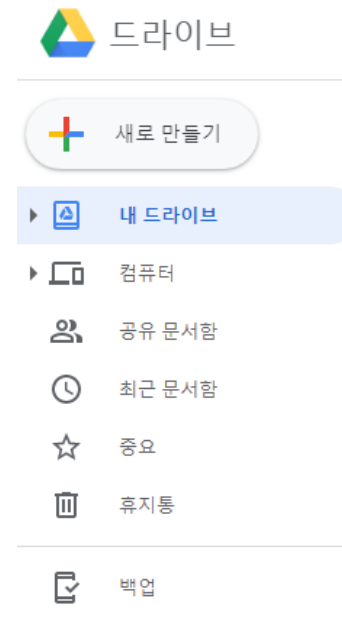 드라이브
새로 만들기
내 드라이브
컴퓨터
공유 문서함
최근 문서함
중요
휴지통
백업